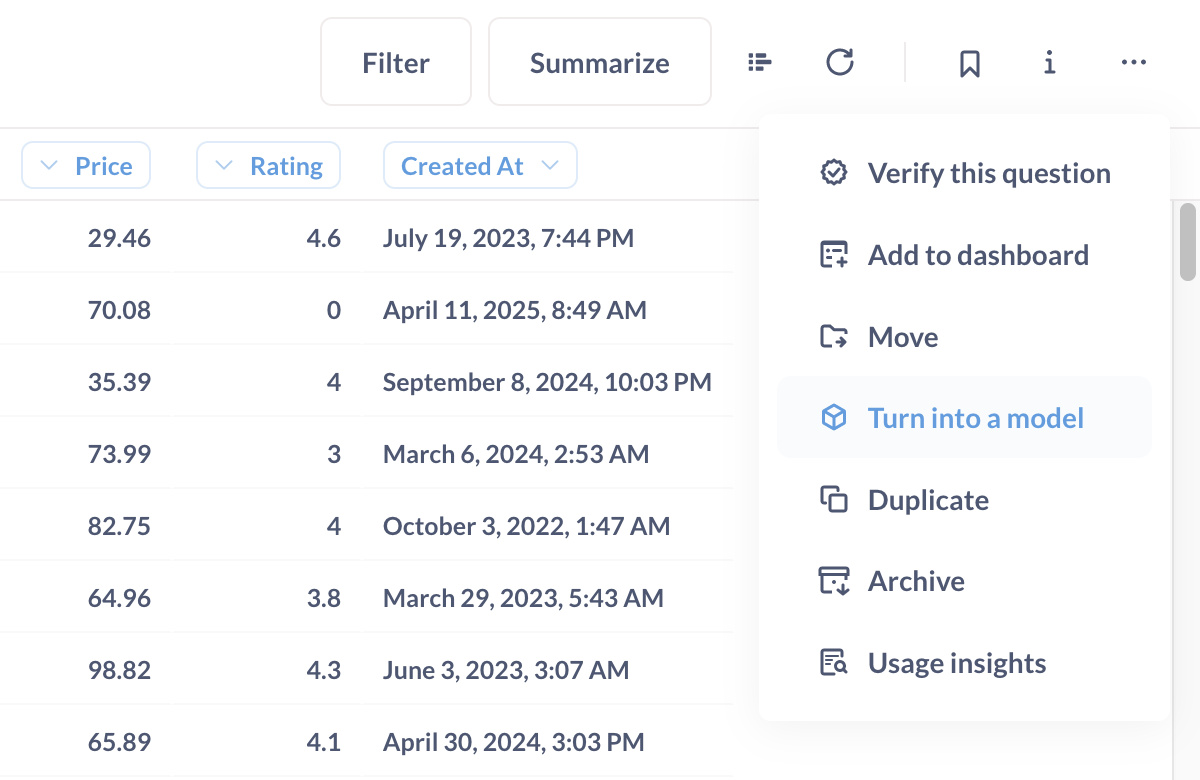 Filter Summarize
Price Rating Created At
Verify this question
29.46 4.6 July 19, 2023, 7:44 PM
Add to dashboard
70.08 0 April 11, 2025, 8:49 AM
Move
35.39 4 September 8, 2024, 10:03 PM
Turn into a model
73.99 3 March 6, 2024, 2:53 AM
Duplicate
82.75 4 October 3, 2022, 1:47 AM
Archive
64.96 3.8 March 29, 2023, 5:43 AM
Usage insights
98.82 4.3 June 3, 2023, 3:07 AM
65.89 4.1 April 30, 2024, 3:03 PM